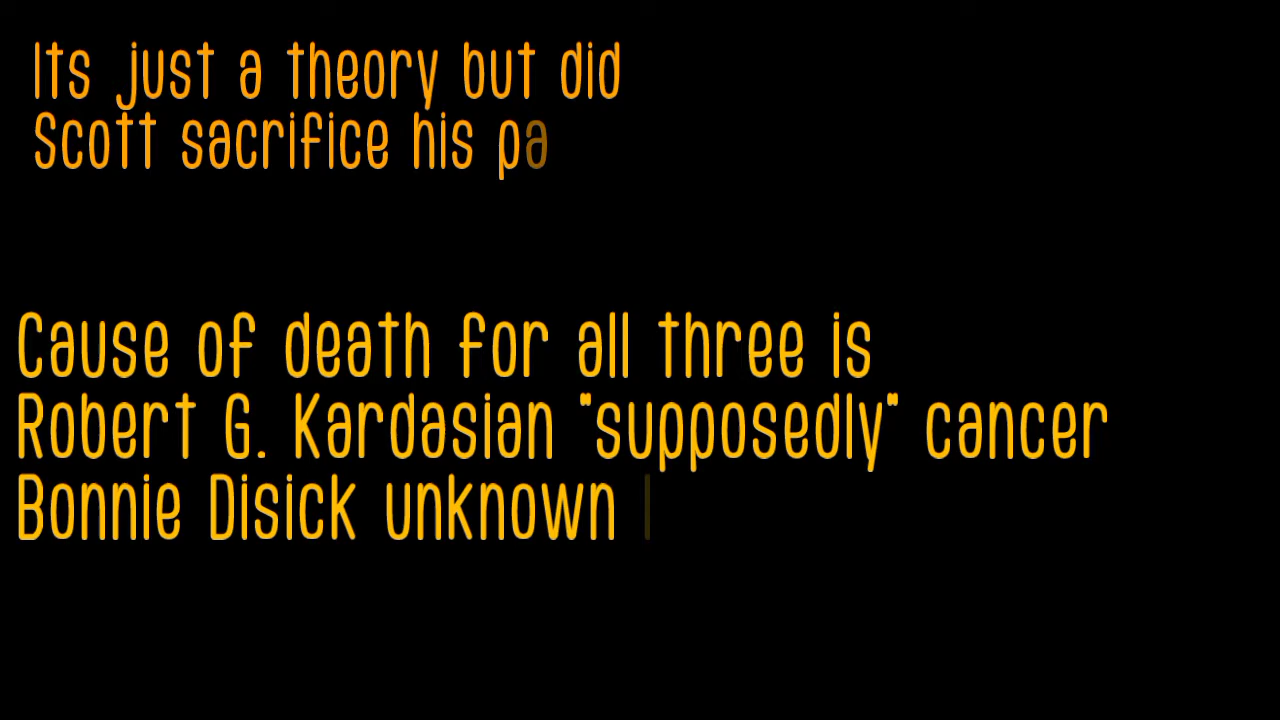 Its just a theory but did
Scott sacrifice his pa
Cause of death for all three is
Robert G. Kardasian "supposedly" cancer
Bonnie Disick unknown